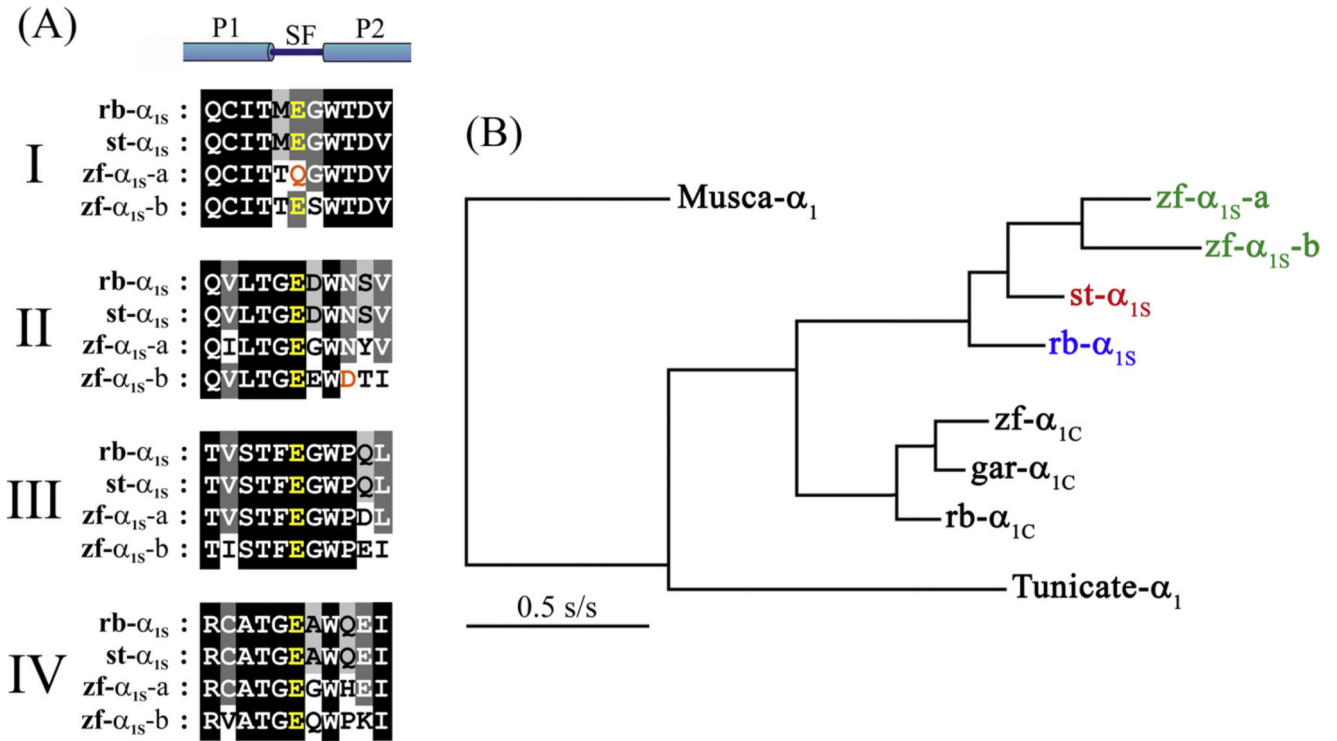 (A)
P1 SF P2
I
rb-α1S : QCITMEGWTDV
st-α1S : QCITMEGWTDV
zf-α1S-a : QCITTQGWTDV
zf-α1S-b : QCITTESWTDV
II
rb-α1S : QVLTGEDWNSV
st-α1S : QVLTGEDWNSV
zf-α1S-a : QILTGEGWNYV
zf-α1S-b : QVLTGEEWDTI
III
rb-α1S : TVSTFEGWPQL
st-α1S : TVSTFEGWPQL
zf-α1S-a : TVSTFEGWPDL
zf-α1S-b : TISTFEGWPEI
IV
rb-α1S : RCATGEAWQEI
st-α1S : RCATGEAWQEI
zf-α1S-a : RCATGEGWHEI
zf-α1S-b : RVATGEQWPKI
(B)
Musca-α1
zf-α1S-a
zf-α1S-b
st-α1S
rb-α1S
zf-α1C
gar-α1C
rb-α1C
Tunicate-α1
0.5 s/s